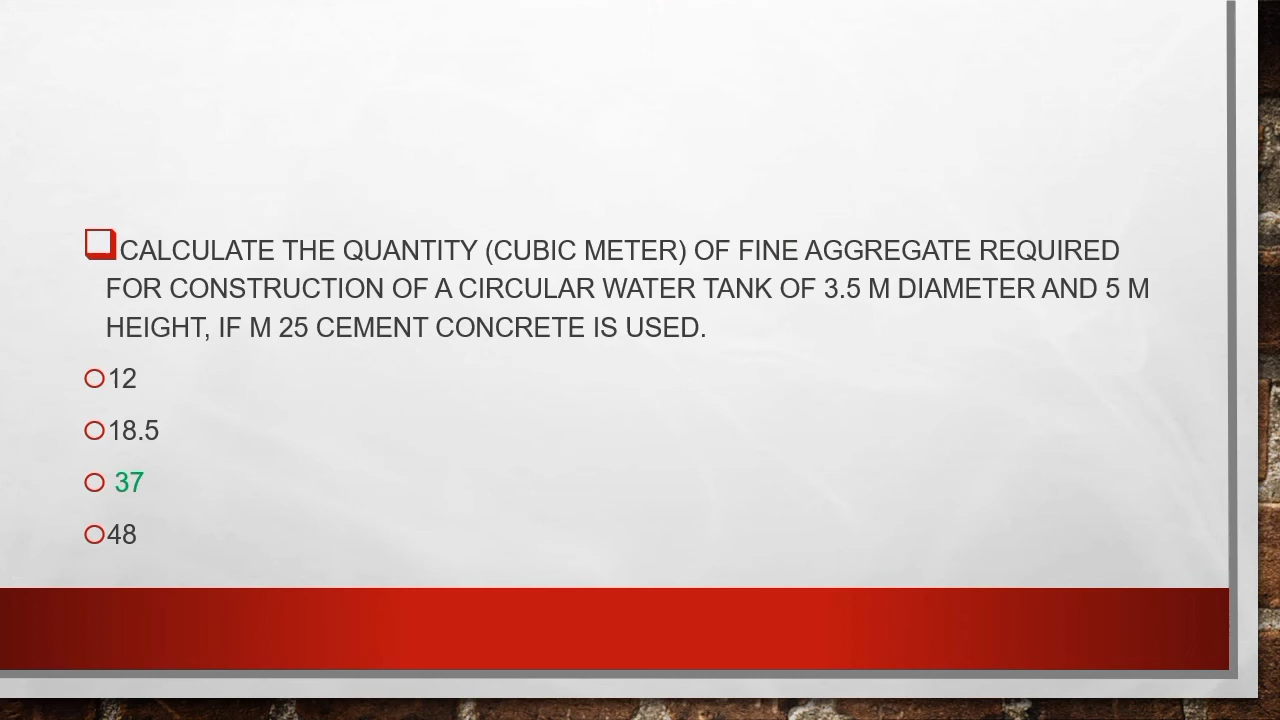 CALCULATE THE QUANTITY (CUBIC METER) OF FINE AGGREGATE REQUIRED
FOR CONSTRUCTION OF A CIRCULAR WATER TANK OF 3.5 M DIAMETER AND 5 M
HEIGHT, IF M 25 CEMENT CONCRETE IS USED.
12
18.5
37
48